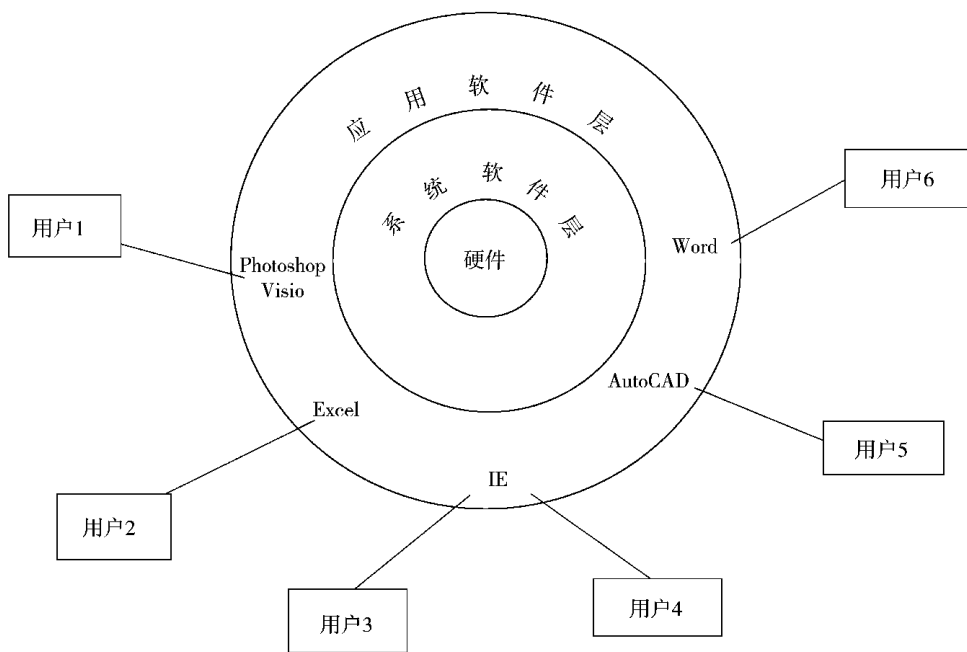 应用软件层
系统软件层
用户6
用户1
Word
硬件
Photoshop
Visio
AutoCAD
Excel
用户5
IE
用户2
用户4
用户3